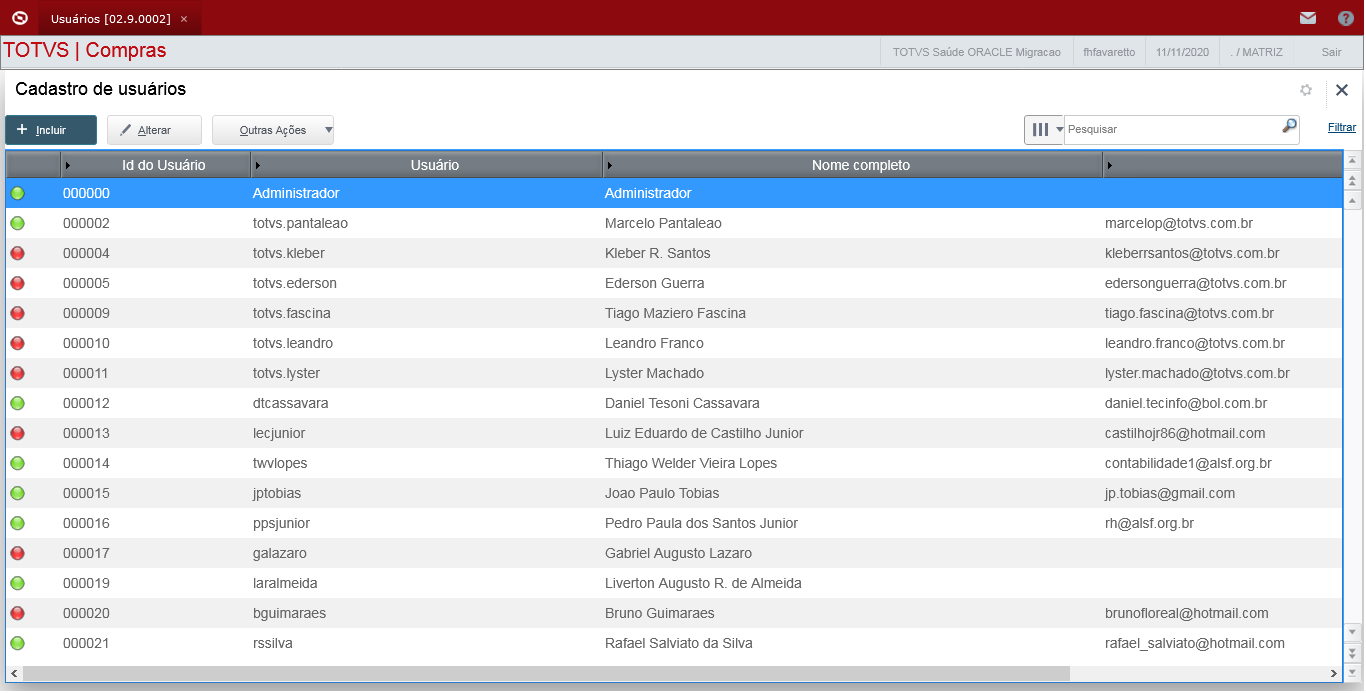 Usuários [02.9.0002] ×
TOTVS | Compras
TOTVS Saúde ORACLE Migracao fhfavaretto 11/11/2020 . / MATRIZ Sair
Cadastro de usuários
+ Incluir Alterar Outras Ações Pesquisar Filtrar
Id do Usuário Usuário Nome completo
000000 Administrador Administrador
000002 totvs.pantaleao Marcelo Pantaleao marcelop@totvs.com.br
000004 totvs.kleber Kleber R. Santos kleberrsantos@totvs.com.br
000005 totvs.ederson Ederson Guerra edersonguerra@totvs.com.br
000009 totvs.fascina Tiago Maziero Fascina tiago.fascina@totvs.com.br
000010 totvs.leandro Leandro Franco leandro.franco@totvs.com.br
000011 totvs.lyster Lyster Machado lyster.machado@totvs.com.br
000012 dtcassavara Daniel Tesoni Cassavara daniel.tecinfo@bol.com.br
000013 lecjunior Luiz Eduardo de Castilho Junior castilhojr86@hotmail.com
000014 twvlopes Thiago Welder Vieira Lopes contabilidade1@alsf.org.br
000015 jptobias Joao Paulo Tobias jp.tobias@gmail.com
000016 ppsjunior Pedro Paula dos Santos Junior rh@alsf.org.br
000017 galazaro Gabriel Augusto Lazaro
000019 laralmeida Liverton Augusto R. de Almeida
000020 bguimaraes Bruno Guimaraes brunofloreal@hotmail.com
000021 rssilva Rafael Salviato da Silva rafael_salviato@hotmail.com